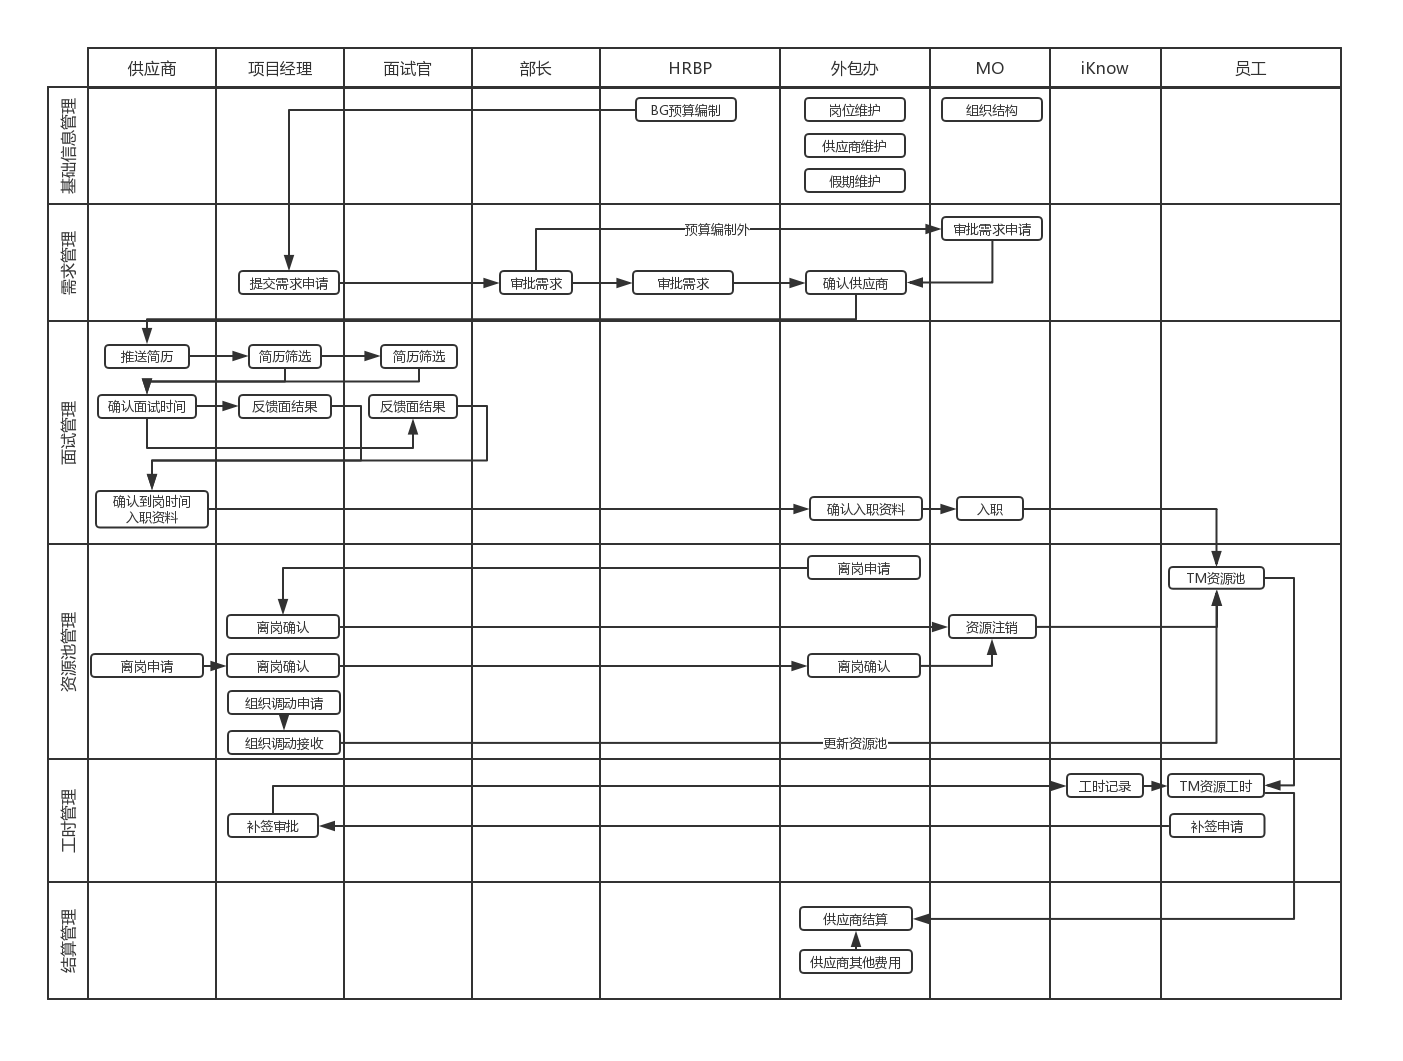 供应商
项目经理
面试官
部长
HRBP
外包办
MO
iKnow
员工
基础信息管理
BG预算编制
岗位维护
组织结构
供应商维护
假期维护
需求管理
预算编制外
审批需求申请
提交需求申请
审批需求
审批需求
确认供应商
面试管理
推送简历
简历筛选
简历筛选
确认面试时间
反馈面结果
反馈面结果
确认到岗时间
入职资料
确认入职资料
入职
资源池管理
离岗申请
TM资源池
离岗确认
资源注销
离岗申请
离岗确认
离岗确认
组织调动申请
组织调动接收
更新资源池
工时管理
工时记录
TM资源工时
补签审批
补签申请
结算管理
供应商结算
供应商其他费用